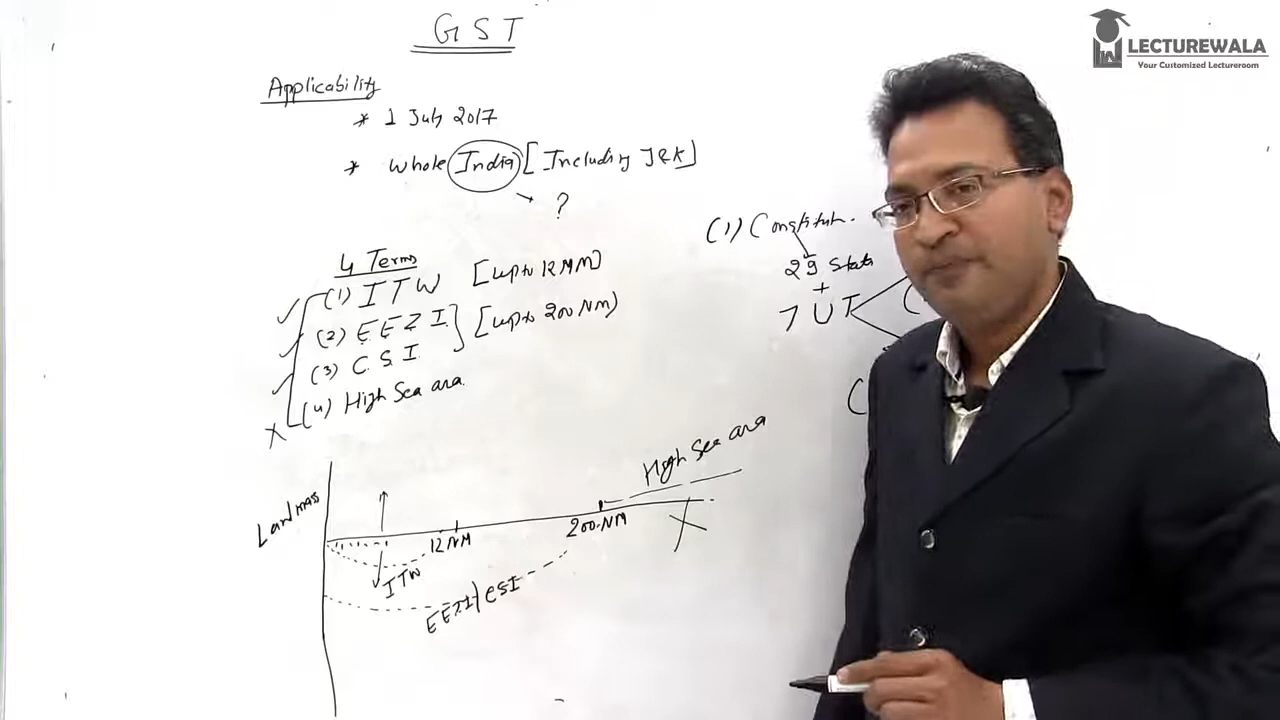 LECTUREWALA
Your Customized Lectureroom
GST
Applicability
* 1 July 2017
* whole India [Including J&K]
→ ?
4 Terms
(1) ITW [upto 12 NM]
(2) EEZI } [upto 200 NM)
(3) C.S.I.
(4) High Sea area
(1) Constitutn.
29 Stats
+
7 UT
(
(
Landmass
12 NM
200.NM
High Sea area
X
ITW
EEZI/CSI